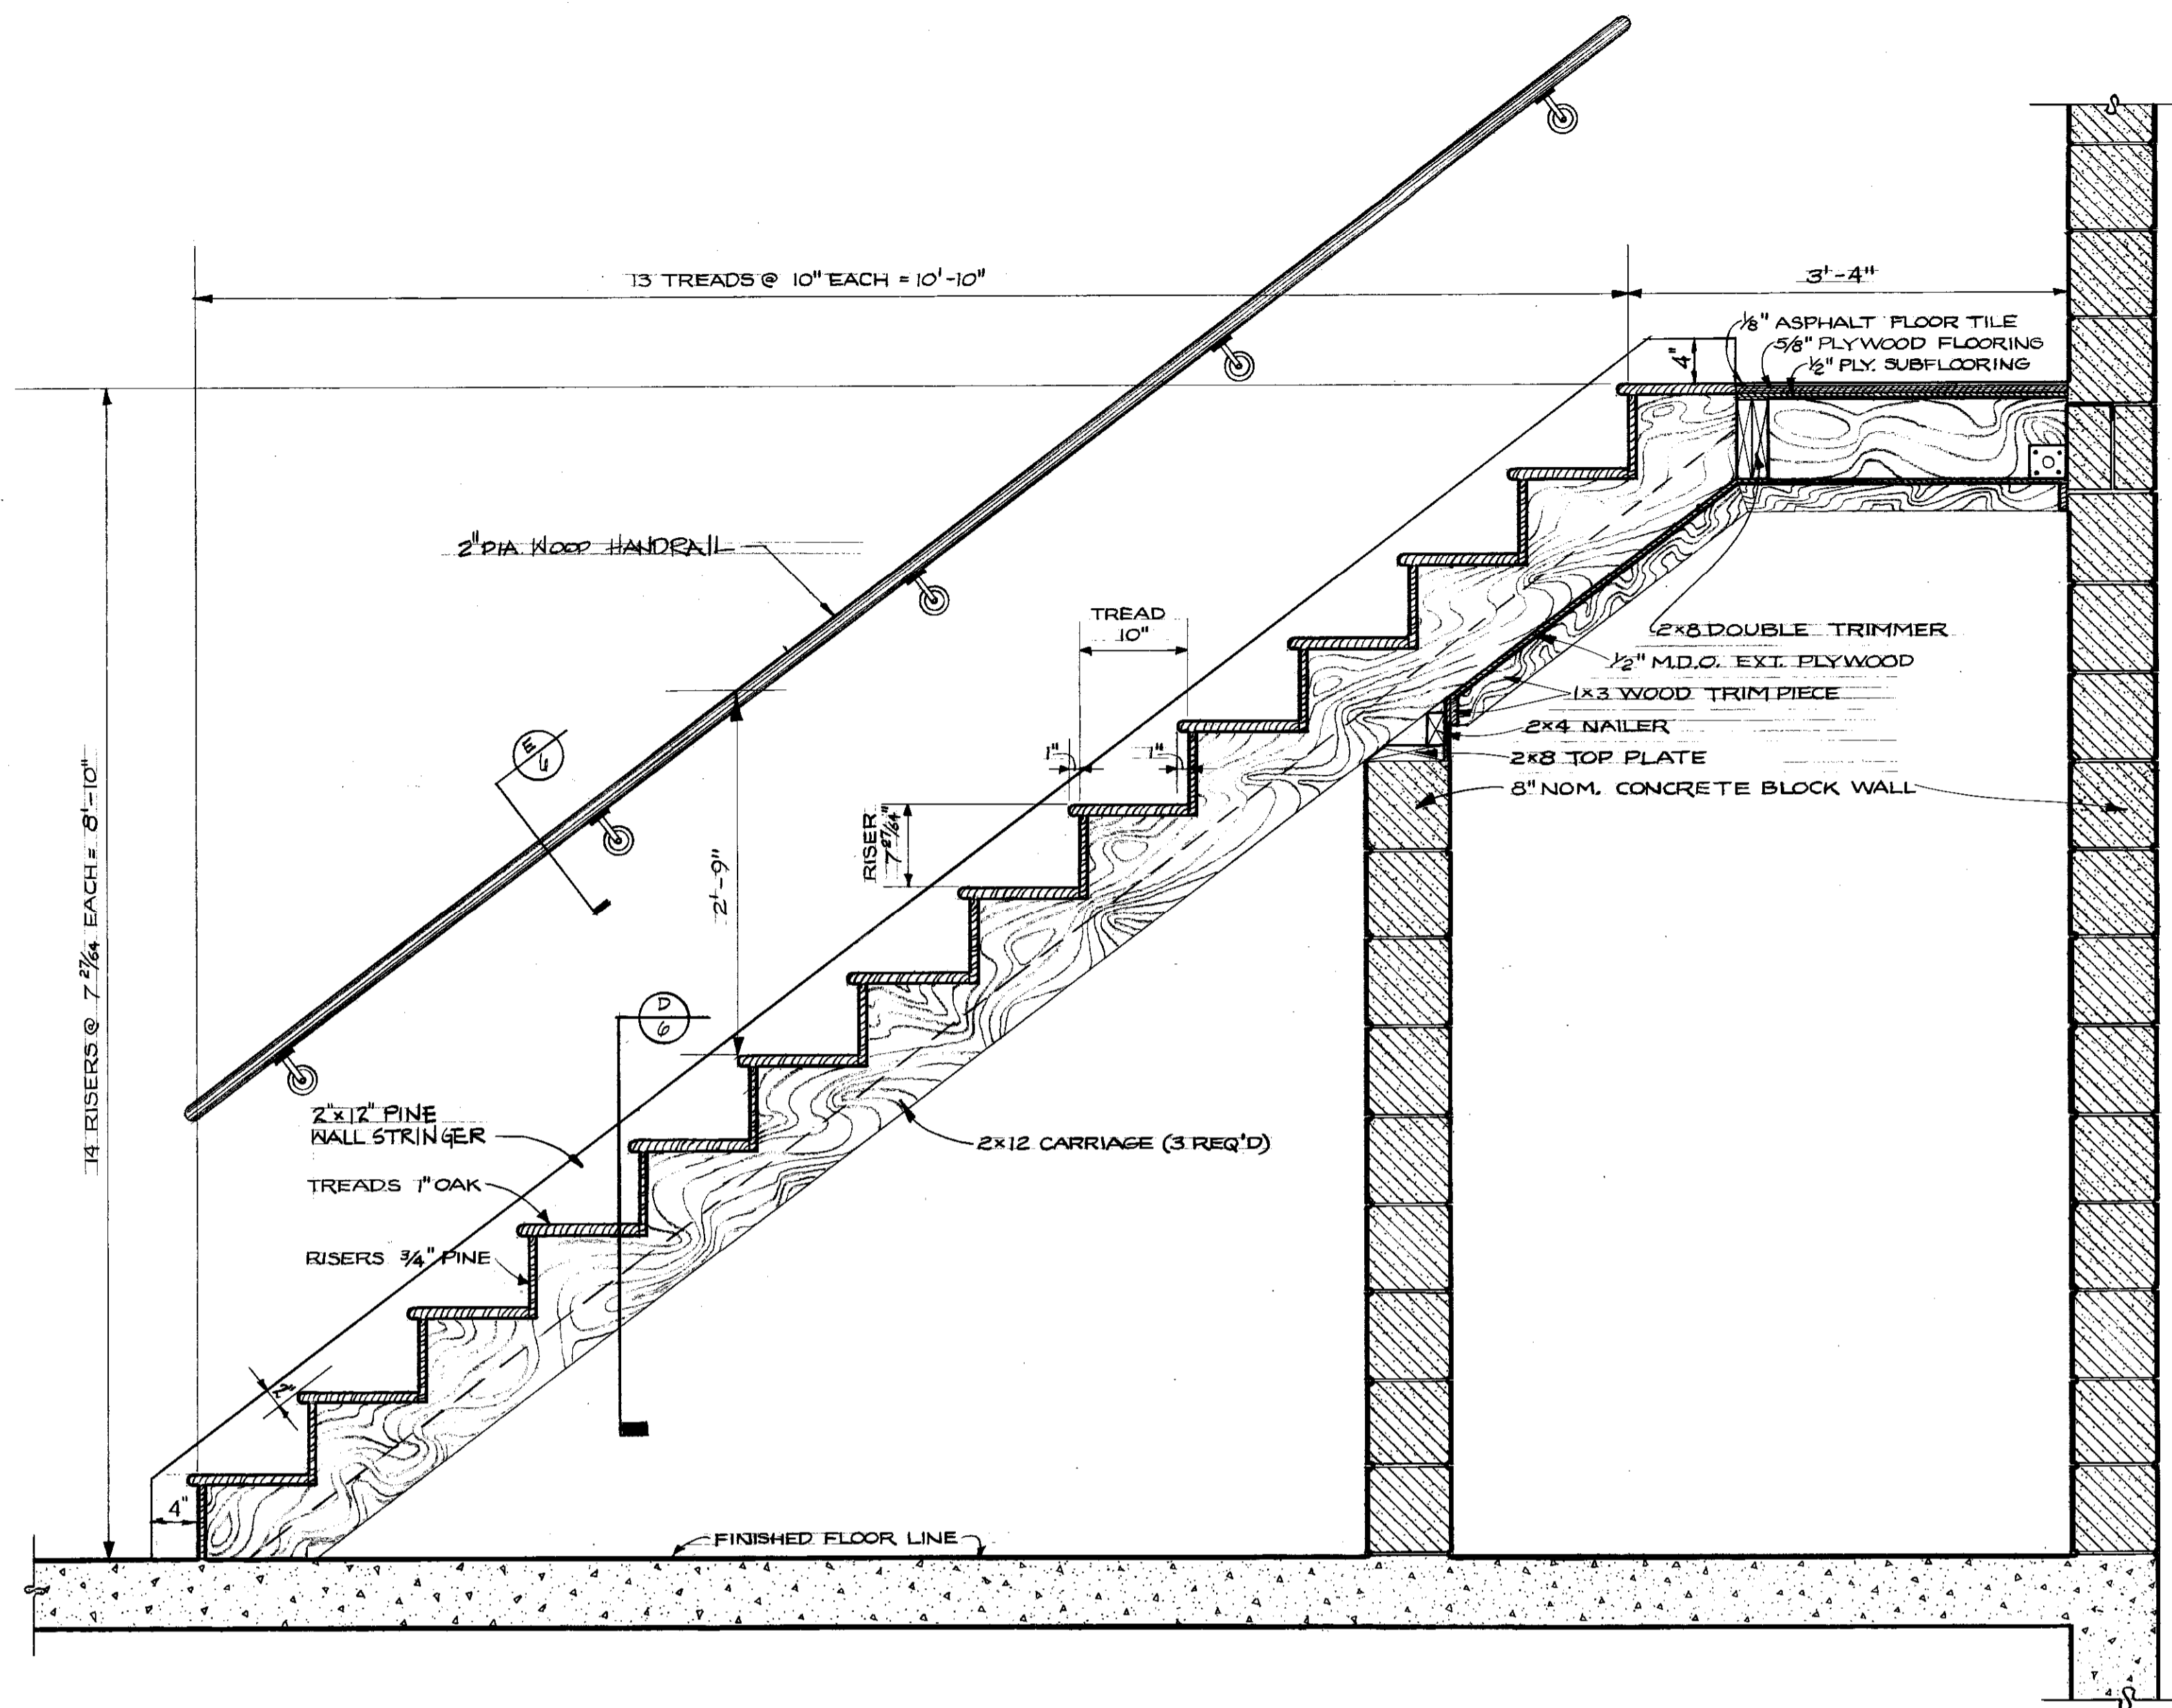 13 TREADS @ 10" EACH = 10'-10"
3'-4"
1/8" ASPHALT FLOOR TILE
5/8" PLYWOOD FLOORING
1/2" PLY. SUBFLOORING
4"
2" DIA WOOD HANDRAIL
TREAD
10"
2x8 DOUBLE TRIMMER
1/2" M.D.O. EXT. PLYWOOD
1x3 WOOD TRIM PIECE
2x4 NAILER
2x8 TOP PLATE
8" NOM. CONCRETE BLOCK WALL
1"
1"
E
6
RISER
7 27/64"
2'-9"
14 RISERS @ 7 27/64 EACH = 8'-10"
D
6
2"x12" PINE
WALL STRINGER
2x12 CARRIAGE (3 REQ'D)
TREADS 1" OAK
RISERS 3/4" PINE
2"
4"
FINISHED FLOOR LINE